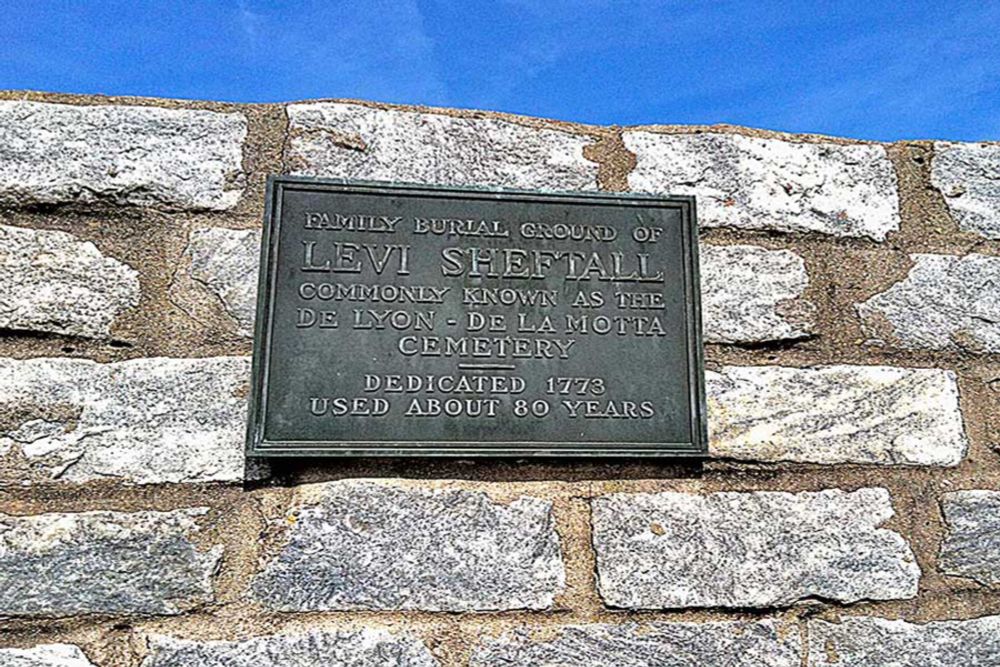 FAMILY BURIAL GROUND OF
LEVI SHEFTALL
COMMONLY KNOWN AS THE
DE LYON - DE LA MOTTA
CEMETERY
DEDICATED 1773
USED ABOUT 80 YEARS